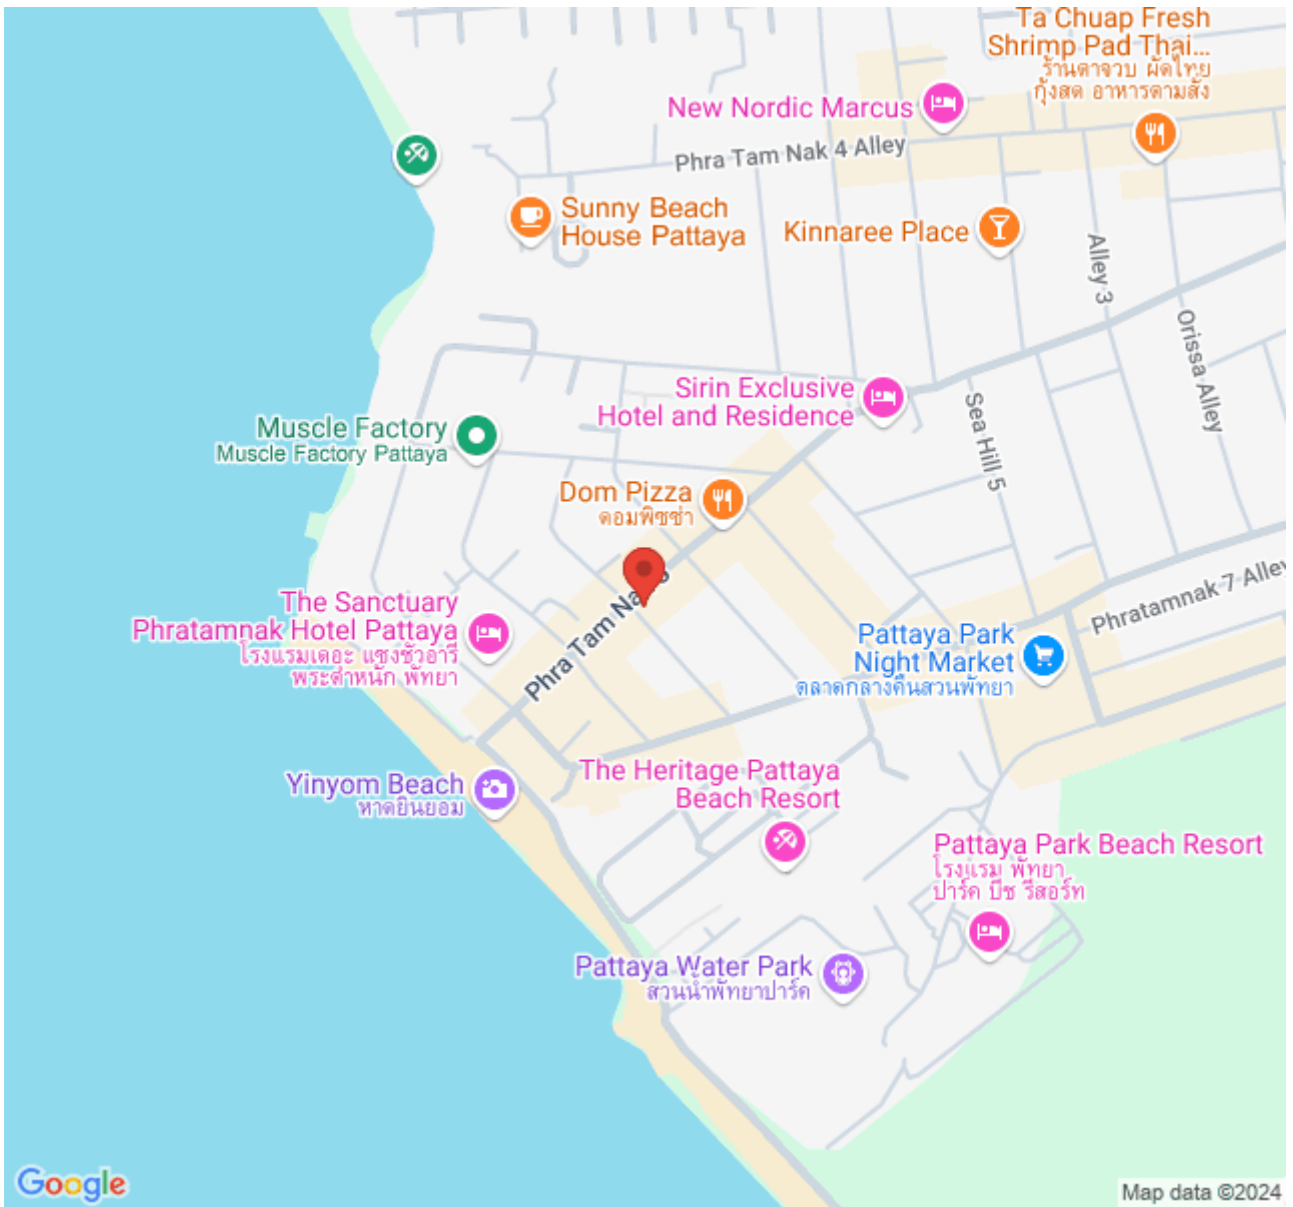 Ta Chuap Fresh
Shrimp Pad Thai...
ร้านตาจวบ ผัดไทย
กุ้งสด อาหารตามสั่ง
New Nordic Marcus
Phra Tam Nak 4 Alley
Sunny Beach
House Pattaya
Kinnaree Place
Alley 3
Orissa Alley
Sirin Exclusive
Hotel and Residence
Sea Hill 5
Muscle Factory
Muscle Factory Pattaya
Dom Pizza
ดอมพิซซ่า
Phra Tam Na
The Sanctuary
Phratamnak Hotel Pattaya
โรงแรมเดอะ แซงชัวอารี
พระตำหนัก พัทยา
Phratamnak 7 Alley
Pattaya Park
Night Market
ตลาดกลางคืนสวนพัทยา
Yinyom Beach
หาดยินยอม
The Heritage Pattaya
Beach Resort
Pattaya Park Beach Resort
โรงแรม พัทยา
ปาร์ค บีช รีสอร์ท
Pattaya Water Park
สวนน้ำพัทยาปาร์ค
Google
Map data ©2024